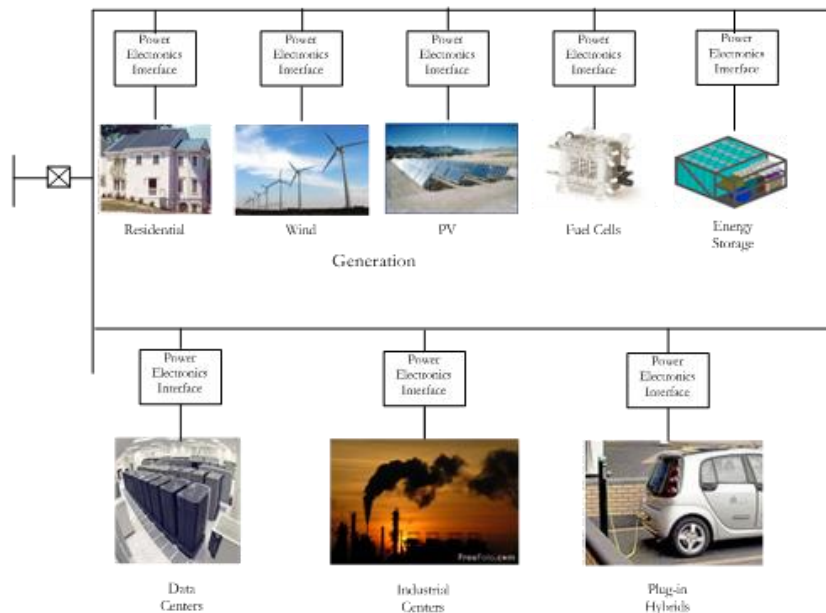 Power
Electronics
Interface
Power
Electronics
Interface
Power
Electronics
Interface
Power
Electronics
Interface
Power
Electronics
Interface
Residential
Wind
PV
Fuel Cells
Energy
Storage
Generation
Power
Electronics
Interface
Power
Electronics
Interface
Power
Electronics
Interface
FreeFoto.com
Data
Centers
Industrial
Centers
Plug-in
Hybrids